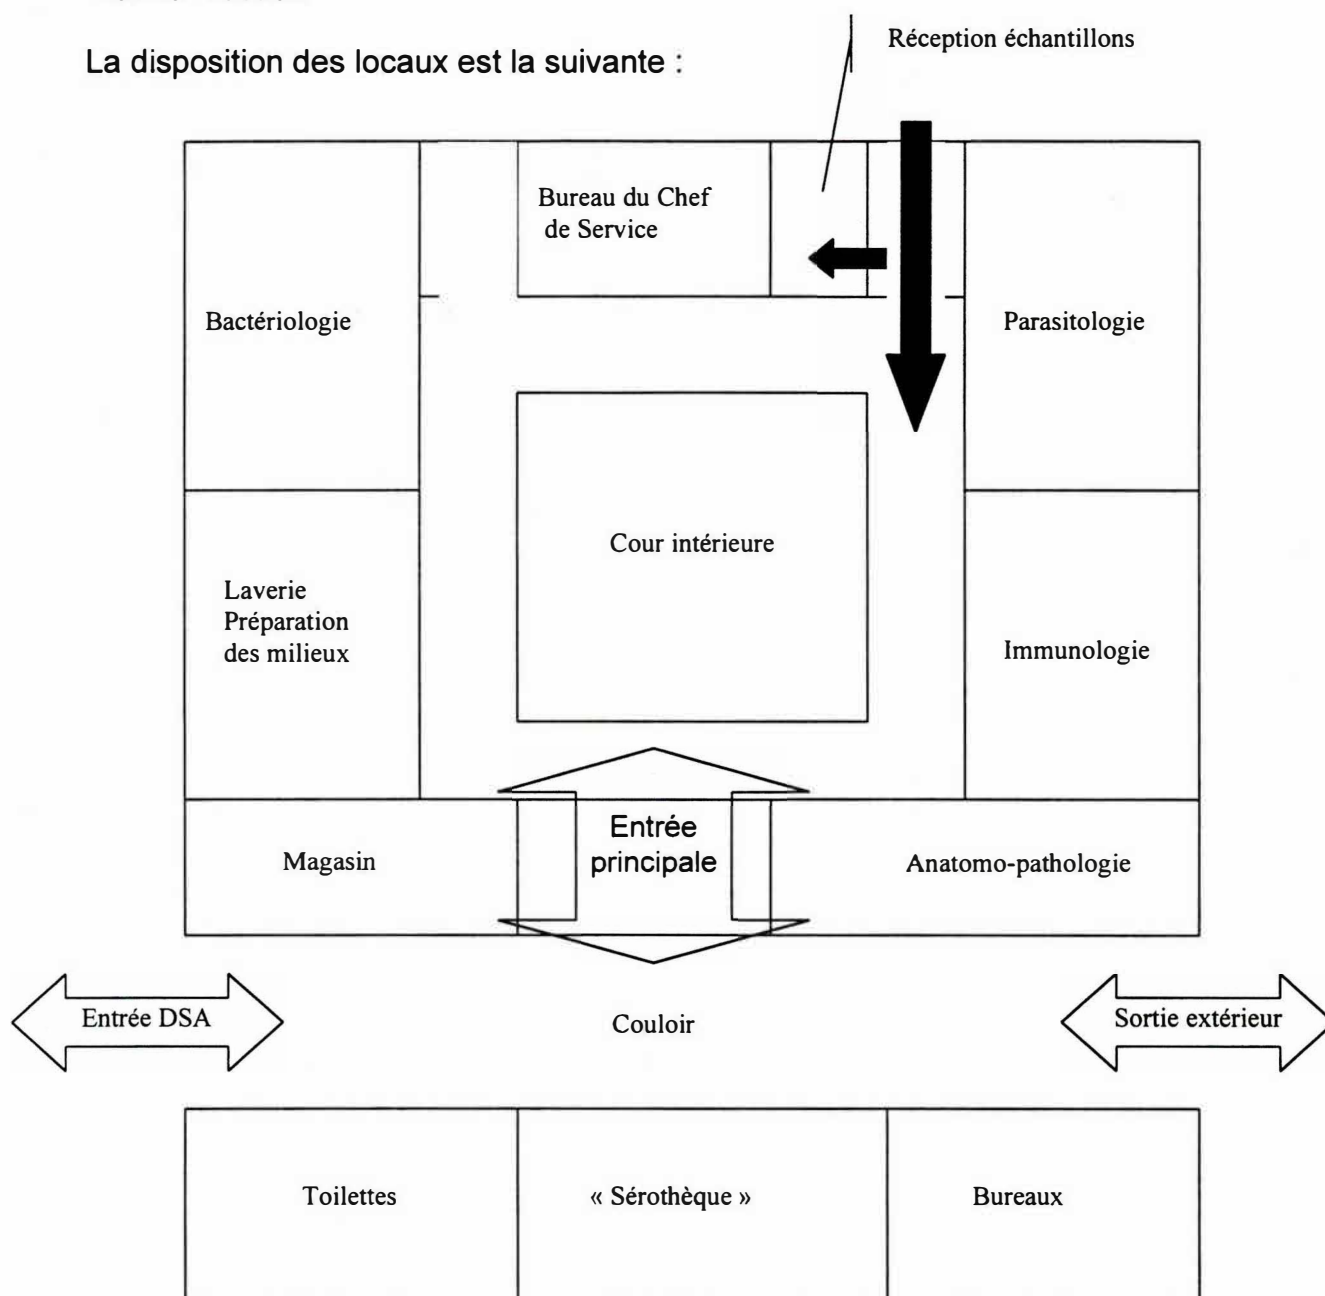 La disposition des locaux est la suivante :
Réception échantillons
Bureau du Chef
de Service
Bactériologie
Parasitologie
Cour intérieure
Laverie
Préparation
des milieux
Immunologie
Entrée
principale
Magasin
Anatomo-pathologie
Entrée DSA
Couloir
Sortie extérieur
Toilettes
« Sérothèque »
Bureaux